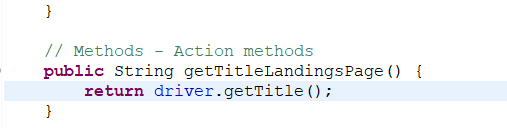 }
// Methods - Action methods
public String getTitleLandingsPage() {
return driver.getTitle();
}